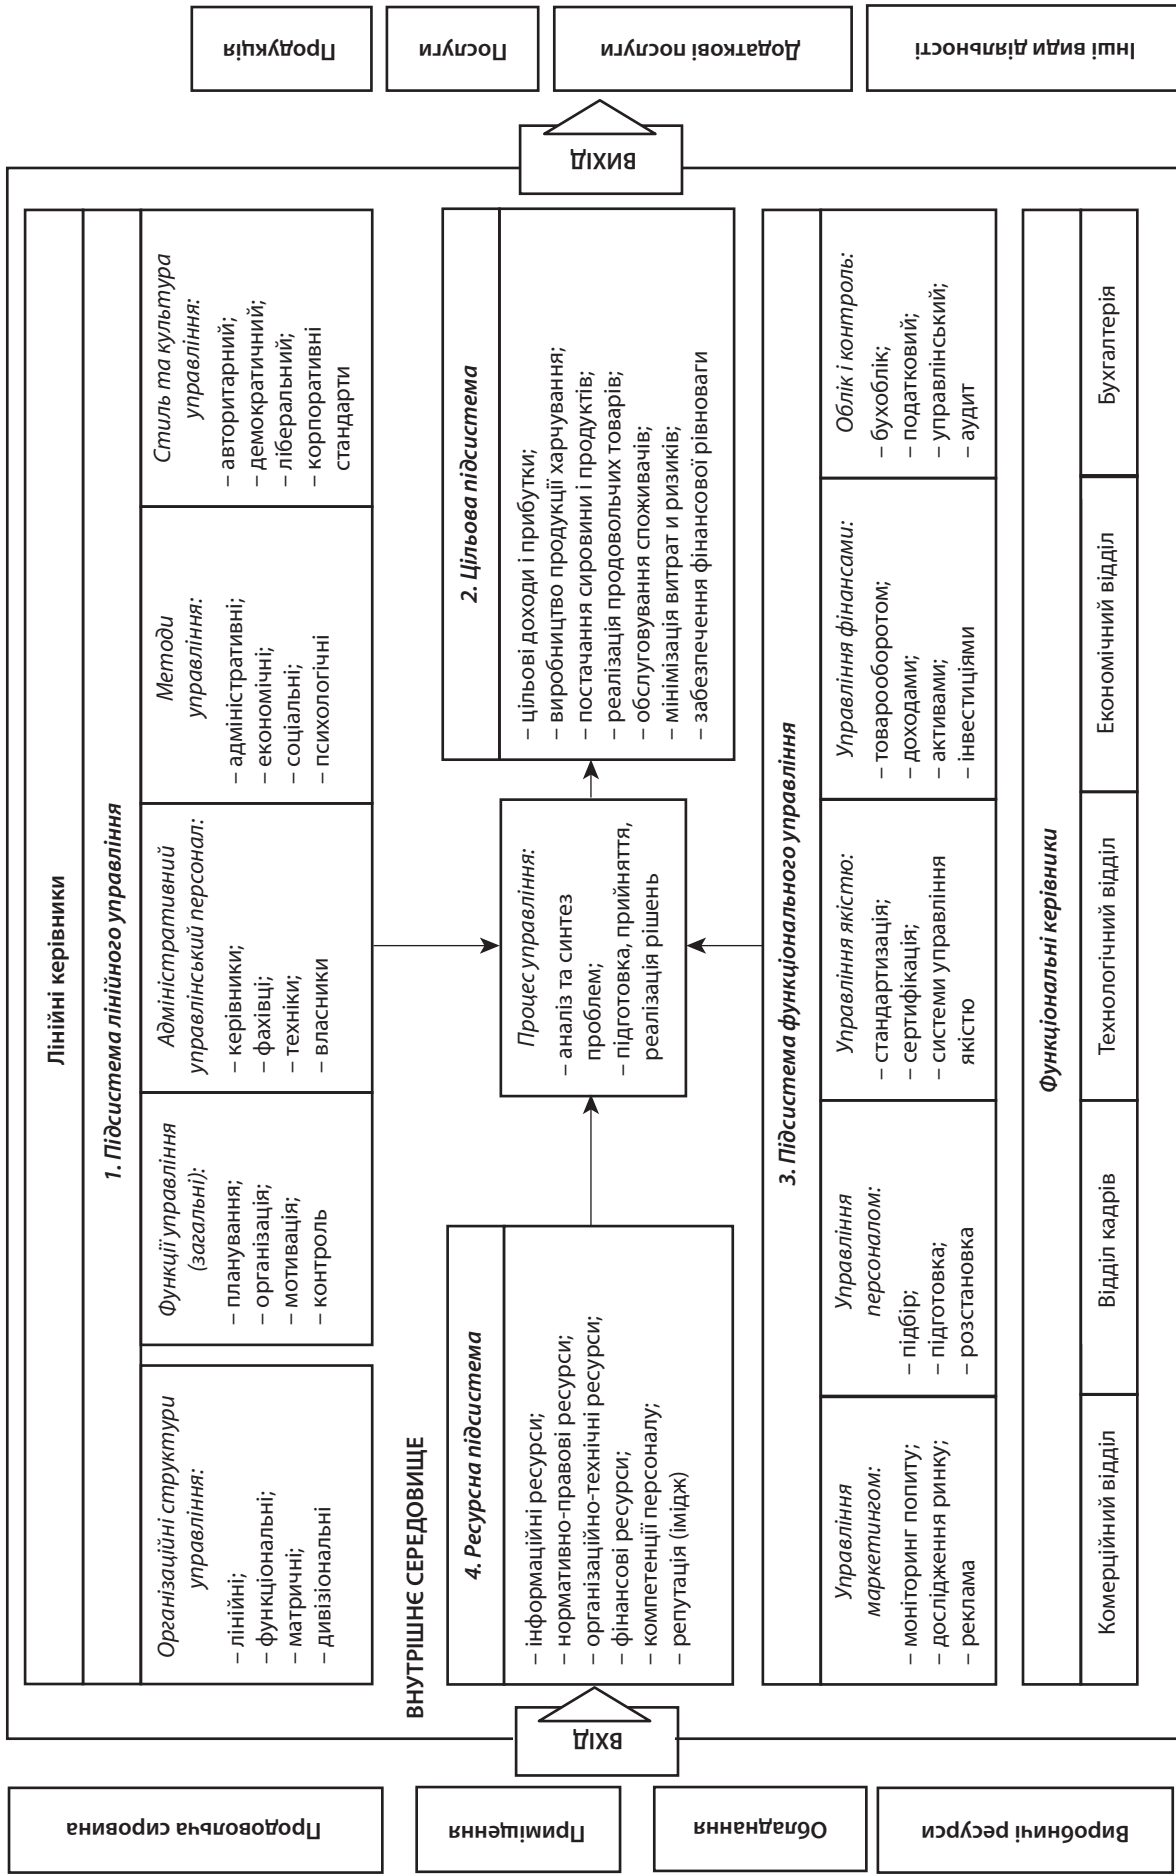 Лінійні керівники
1. Підсистема лінійного управління
Організаційні структури
управління:
– лінійні;
– функціональні;
– матричні;
– дивізіональні
Функції управління
(загальні):
– планування;
– організація;
– мотивація;
– контроль
Адміністративний
управлінський персонал:
– керівники;
– фахівці;
– техніки;
– власники
Методи
управління:
– адміністративні;
– економічні;
– соціальні;
– психологічні
Стиль та культура
управління:
– авторитарний;
– демократичний;
– ліберальний;
– корпоративні
стандарти
ВНУТРІШНЄ СЕРЕДОВИЩЕ
Продовольча сировина
Приміщення
Обладнання
Виробничі ресурси
ВХІД
4. Ресурсна підсистема
– інформаційні ресурси;
– нормативно-правові ресурси;
– організаційно-технічні ресурси;
– фінансові ресурси;
– компетенції персоналу;
– репутація (імідж)
Процес управління:
– аналіз та синтез
проблем;
– підготовка, прийняття,
реалізація рішень
2. Цільова підсистема
– цільові доходи і прибутки;
– виробництво продукції харчування;
– постачання сировини і продуктів;
– реалізація продовольчих товарів;
– обслуговування споживачів;
– мінімізація витрат и ризиків;
– забезпечення фінансової рівноваги
ВИХІД
Продукція
Послуги
Додаткові послуги
Інші види діяльності
3. Підсистема функціонального управління
Управління
маркетингом:
– моніторинг попиту;
– дослідження ринку;
– реклама
Управління
персоналом:
– підбір;
– підготовка;
– розстановка
Управління якістю:
– стандартизація;
– сертифікація;
– системи управління
якістю
Управління фінансами:
– товарооборотом;
– доходами;
– активами;
– інвестиціями
Облік і контроль:
– бухоблік;
– податковий;
– управлінський;
– аудит
Функціональні керівники
Комерційний відділ
Відділ кадрів
Технологічний відділ
Економічний відділ
Бухгалтерія